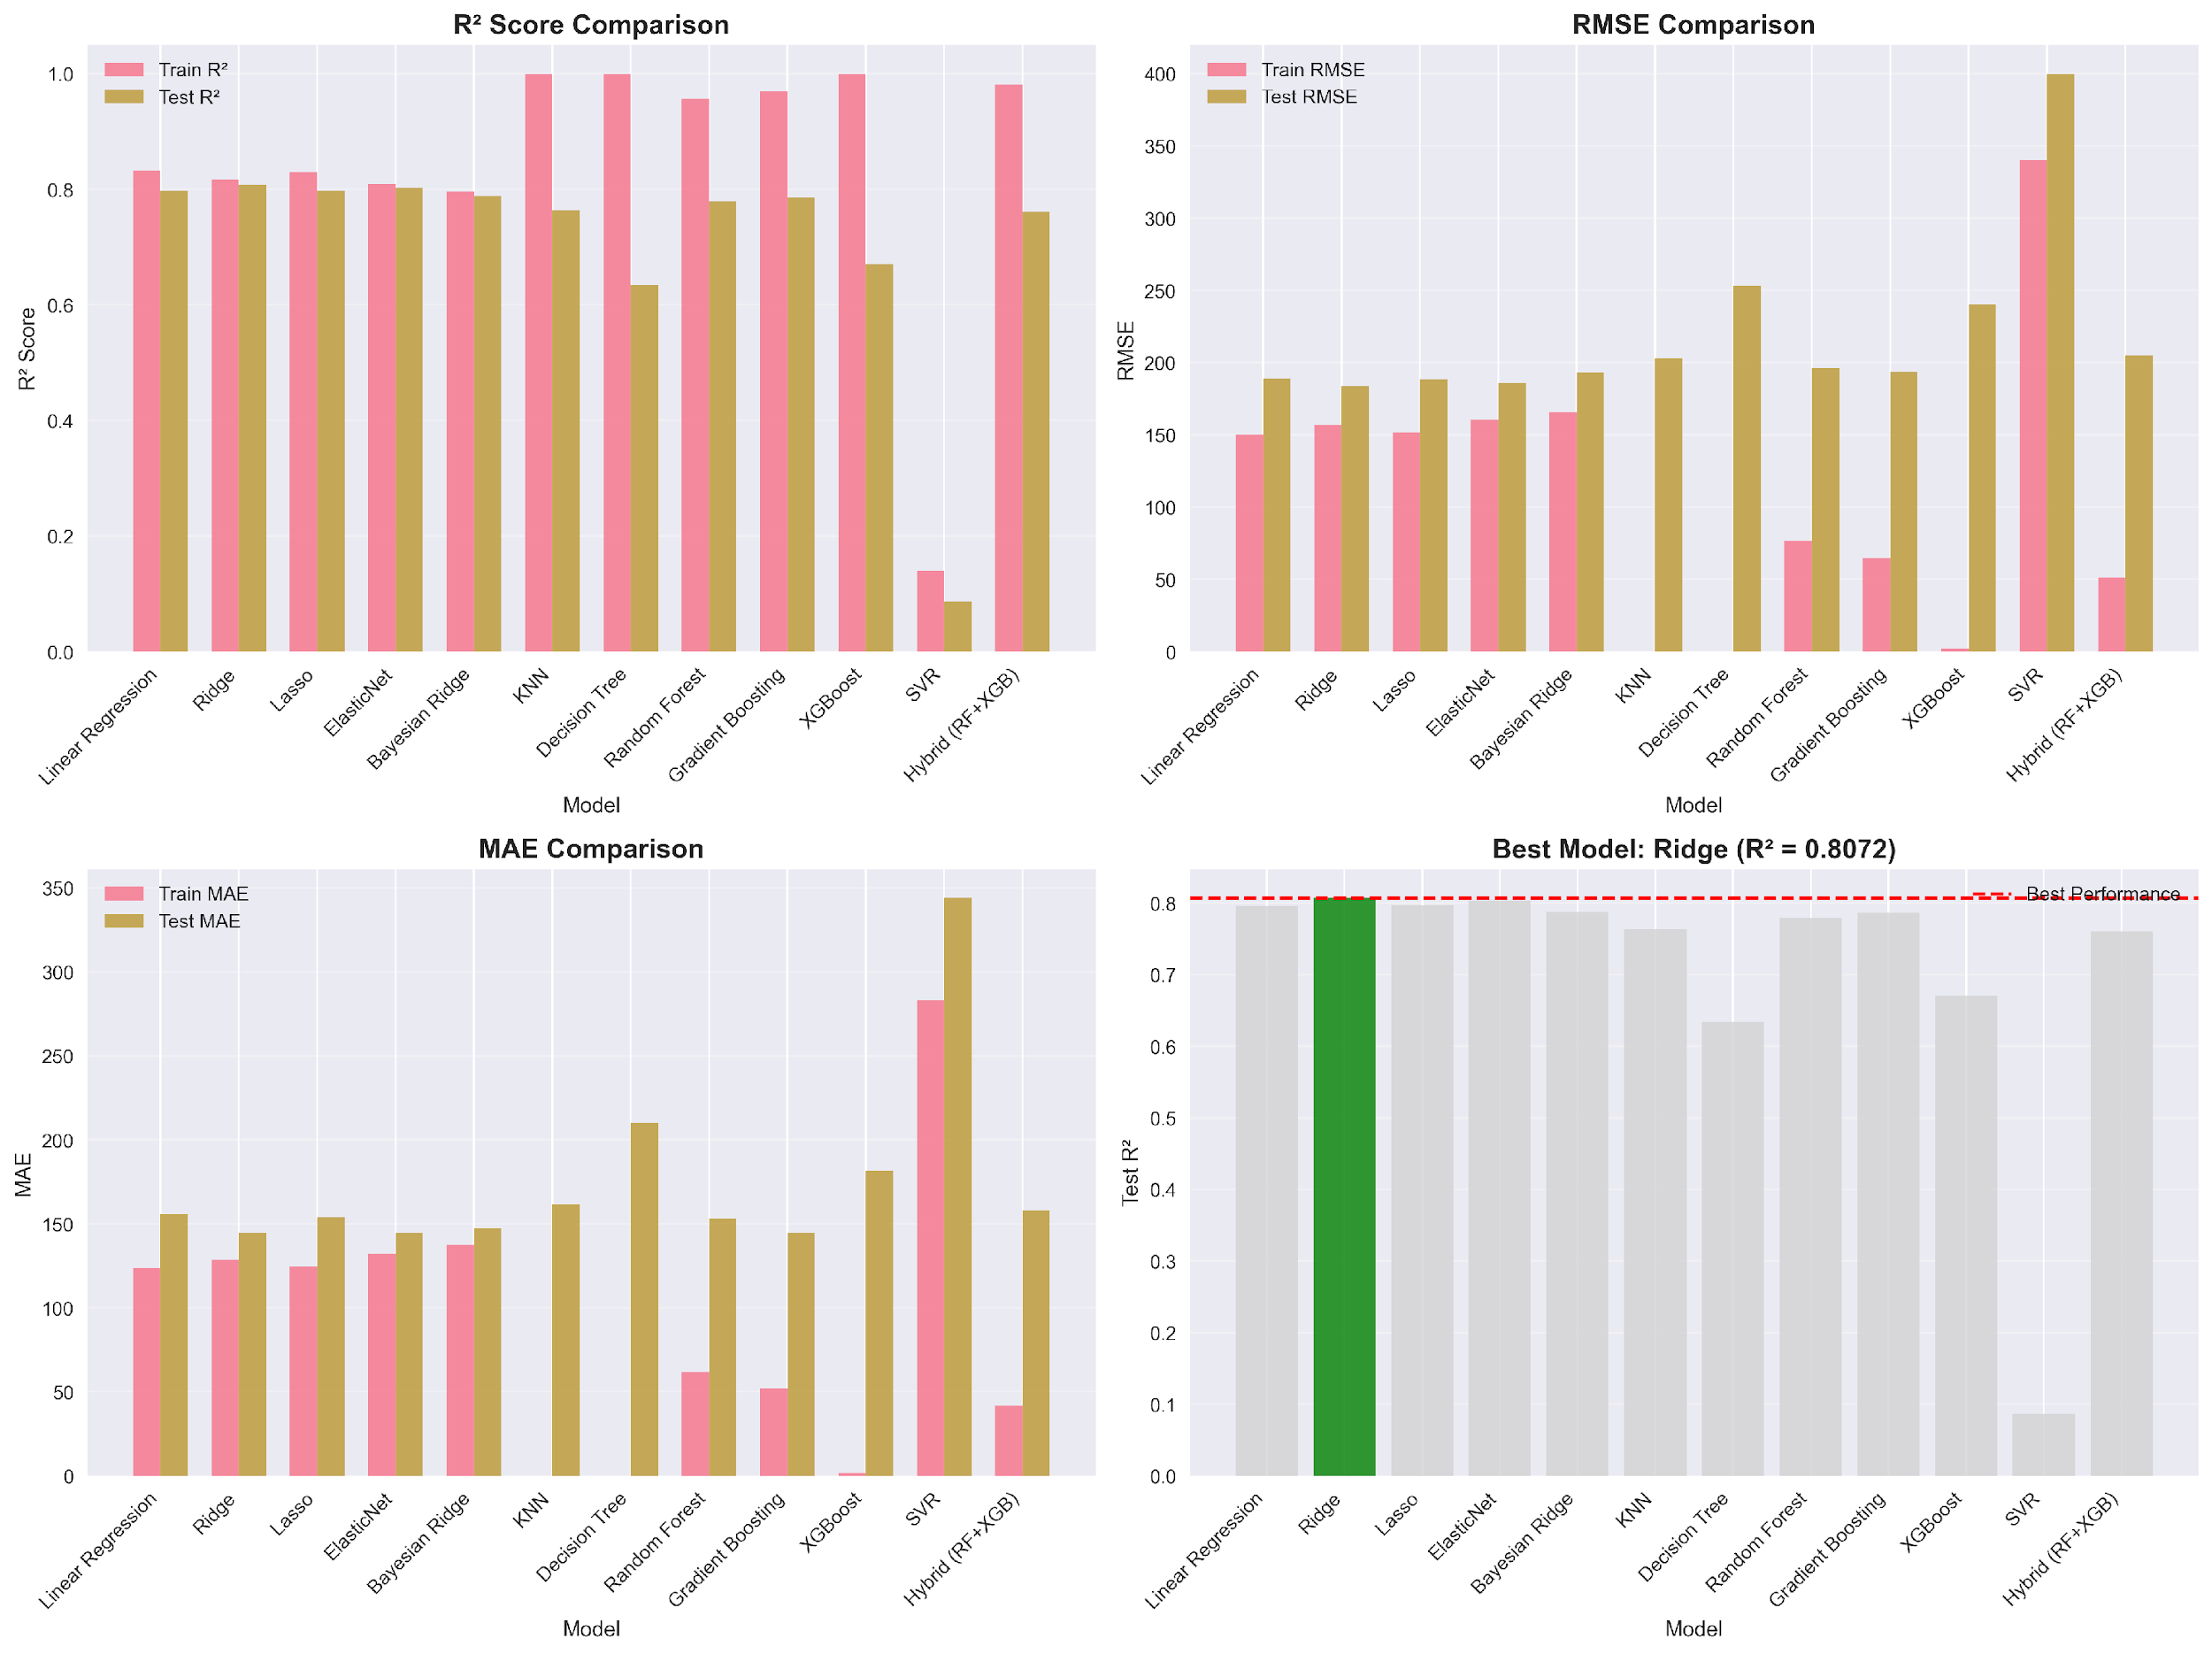 R² Score Comparison
Train R²
Test R²
R² Score
1.0
0.8
0.6
0.4
0.2
0.0
Linear Regression
Ridge
Lasso
ElasticNet
Bayesian Ridge
KNN
Decision Tree
Random Forest
Gradient Boosting
XGBoost
SVR
Hybrid (RF+XGB)
Model
RMSE Comparison
Train RMSE
Test RMSE
RMSE
400
350
300
250
200
150
100
50
0
Linear Regression
Ridge
Lasso
ElasticNet
Bayesian Ridge
KNN
Decision Tree
Random Forest
Gradient Boosting
XGBoost
SVR
Hybrid (RF+XGB)
Model
MAE Comparison
Train MAE
Test MAE
MAE
350
300
250
200
150
100
50
0
Linear Regression
Ridge
Lasso
ElasticNet
Bayesian Ridge
KNN
Decision Tree
Random Forest
Gradient Boosting
XGBoost
SVR
Hybrid (RF+XGB)
Model
Best Model: Ridge (R² = 0.8072)
Best Performance
Test R²
0.8
0.7
0.6
0.5
0.4
0.3
0.2
0.1
0.0
Linear Regression
Ridge
Lasso
ElasticNet
Bayesian Ridge
KNN
Decision Tree
Random Forest
Gradient Boosting
XGBoost
SVR
Hybrid (RF+XGB)
Model